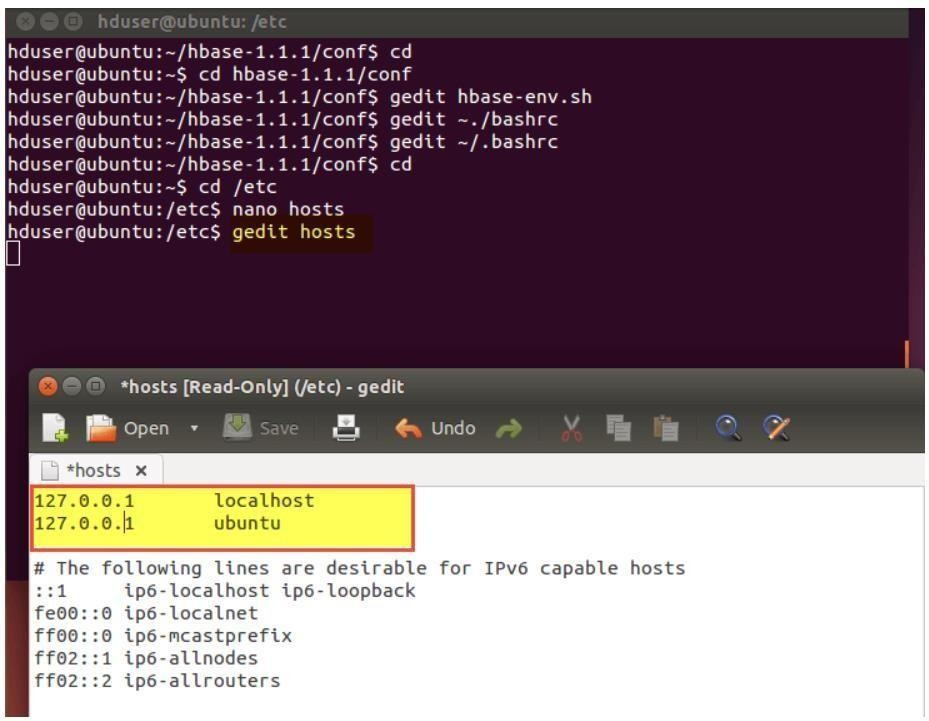 hduser@ubuntu: /etc
hduser@ubuntu:~/hbase-1.1.1/conf$ cd
hduser@ubuntu:~$ cd hbase-1.1.1/conf
hduser@ubuntu:~/hbase-1.1.1/conf$ gedit hbase-env.sh
hduser@ubuntu:~/hbase-1.1.1/conf$ gedit ~./bashrc
hduser@ubuntu:~/hbase-1.1.1/conf$ gedit ~/.bashrc
hduser@ubuntu:~/hbase-1.1.1/conf$ cd
hduser@ubuntu:~$ cd /etc
hduser@ubuntu:/etc$ nano hosts
hduser@ubuntu:/etc$ gedit hosts
*hosts [Read-Only] (/etc) - gedit
Open Save Undo
*hosts ×
127.0.0.1 localhost
127.0.0.1 ubuntu
# The following lines are desirable for IPv6 capable hosts
::1 ip6-localhost ip6-loopback
fe00::0 ip6-localnet
ff00::0 ip6-mcastprefix
ff02::1 ip6-allnodes
ff02::2 ip6-allrouters